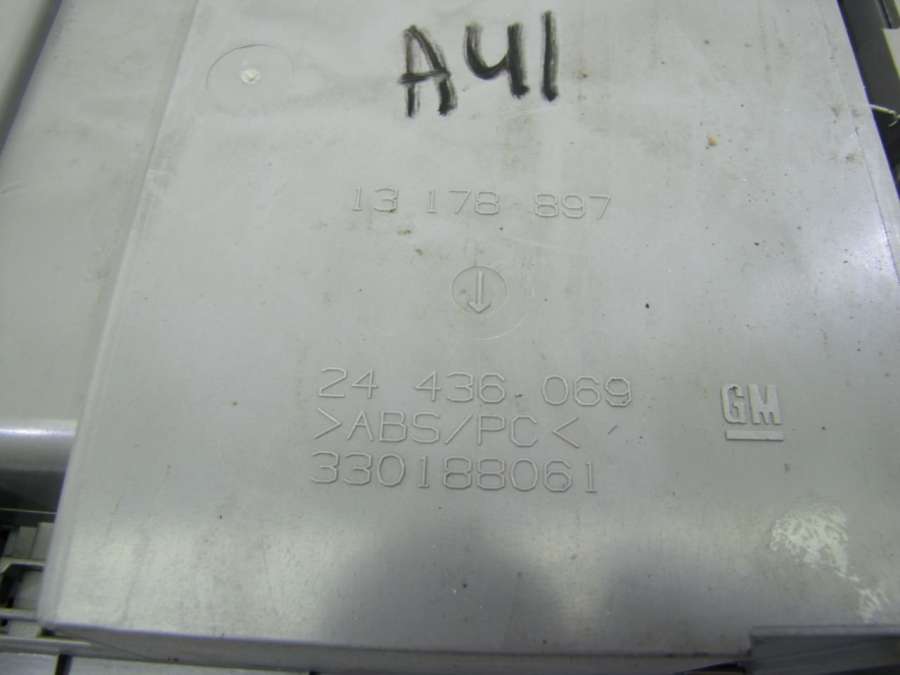 A41
13 178 897
24 436 069
GM
>ABS/PC<
330188061